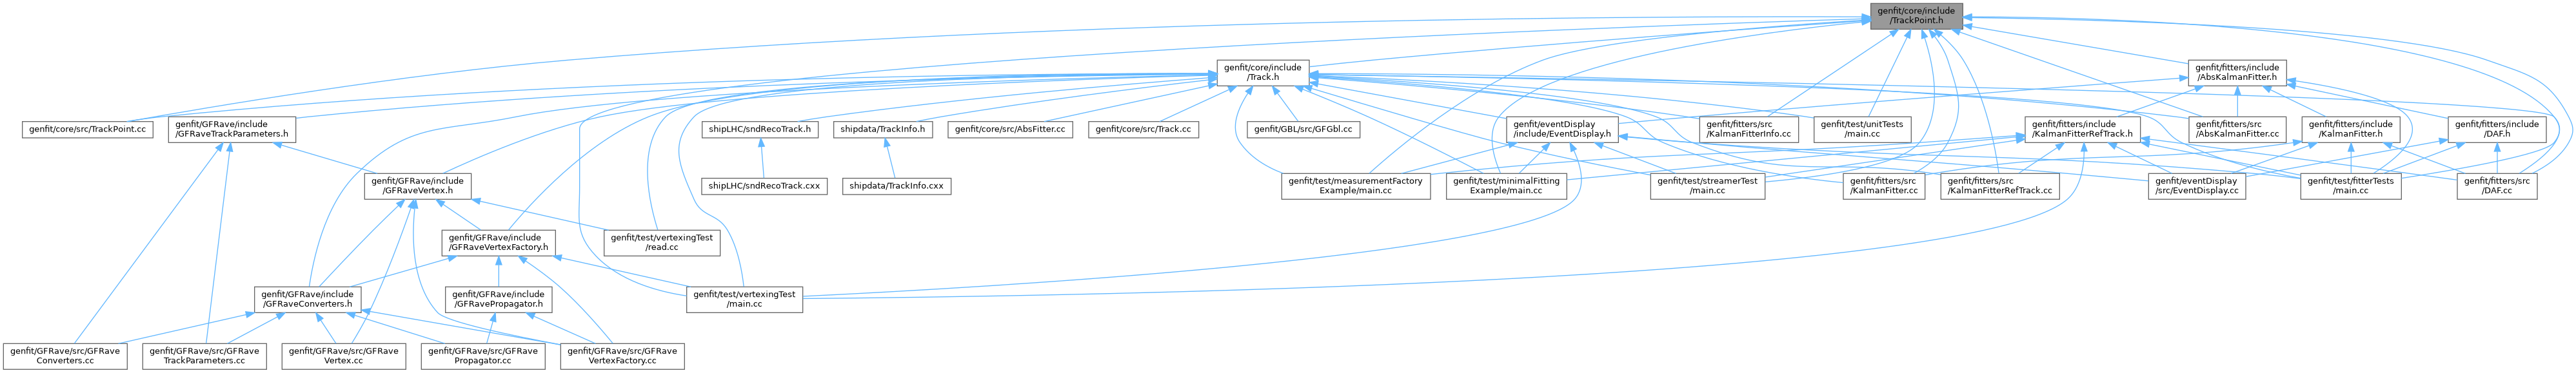 genfit/core/include
/TrackPoint.h
genfit/core/include
/Track.h
genfit/fitters/include
/AbsKalmanFitter.h
genfit/core/src/TrackPoint.cc
genfit/GFRave/include
/GFRaveTrackParameters.h
shipLHC/sndRecoTrack.h
shipdata/TrackInfo.h
genfit/core/src/AbsFitter.cc
genfit/core/src/Track.cc
genfit/GBL/src/GFGbl.cc
genfit/eventDisplay
/include/EventDisplay.h
genfit/fitters/src
/KalmanFitterInfo.cc
genfit/test/unitTests
/main.cc
genfit/fitters/include
/KalmanFitterRefTrack.h
genfit/fitters/src
/AbsKalmanFitter.cc
genfit/fitters/include
/KalmanFitter.h
genfit/fitters/include
/DAF.h
genfit/GFRave/include
/GFRaveVertex.h
shipLHC/sndRecoTrack.cxx
shipdata/TrackInfo.cxx
genfit/test/measurementFactory
Example/main.cc
genfit/test/minimalFitting
Example/main.cc
genfit/test/streamerTest
/main.cc
genfit/fitters/src
/KalmanFitter.cc
genfit/fitters/src
/KalmanFitterRefTrack.cc
genfit/eventDisplay
/src/EventDisplay.cc
genfit/test/fitterTests
/main.cc
genfit/fitters/src
/DAF.cc
genfit/GFRave/include
/GFRaveVertexFactory.h
genfit/test/vertexingTest
/read.cc
genfit/GFRave/include
/GFRaveConverters.h
genfit/GFRave/include
/GFRavePropagator.h
genfit/test/vertexingTest
/main.cc
genfit/GFRave/src/GFRave
Converters.cc
genfit/GFRave/src/GFRave
TrackParameters.cc
genfit/GFRave/src/GFRave
Vertex.cc
genfit/GFRave/src/GFRave
Propagator.cc
genfit/GFRave/src/GFRave
VertexFactory.cc